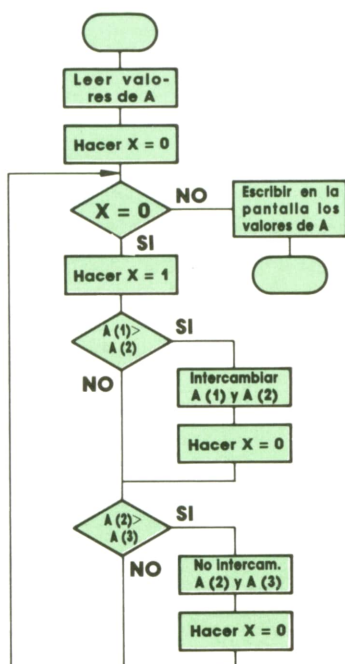 Leer valo-
res de A
Hacer X = 0
X = 0
NO
Escribir en la
pantalla los
valores de A
SI
Hacer X = 1
A (1)>
A (2)
SI
NO
Intercambiar
A (1) y A (2)
Hacer X = 0
A (2)>
A (3)
SI
NO
No intercam.
A (2) y A (3)
Hacer X = 0